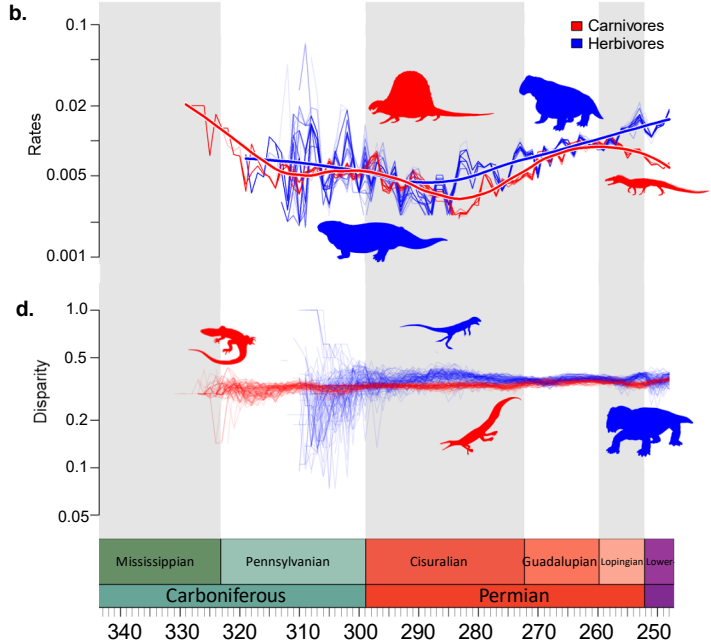 b.
Carnivores
Herbivores
0.1
0.02
0.005
0.001
Rates
d.
1.0
0.5
0.2
0.1
0.05
Disparity
Mississippian
Pennsylvanian
Cisuralian
Guadalupian
Lopingian
Lower
Carboniferous
Permian
340 330 320 310 300 290 280 270 260 250